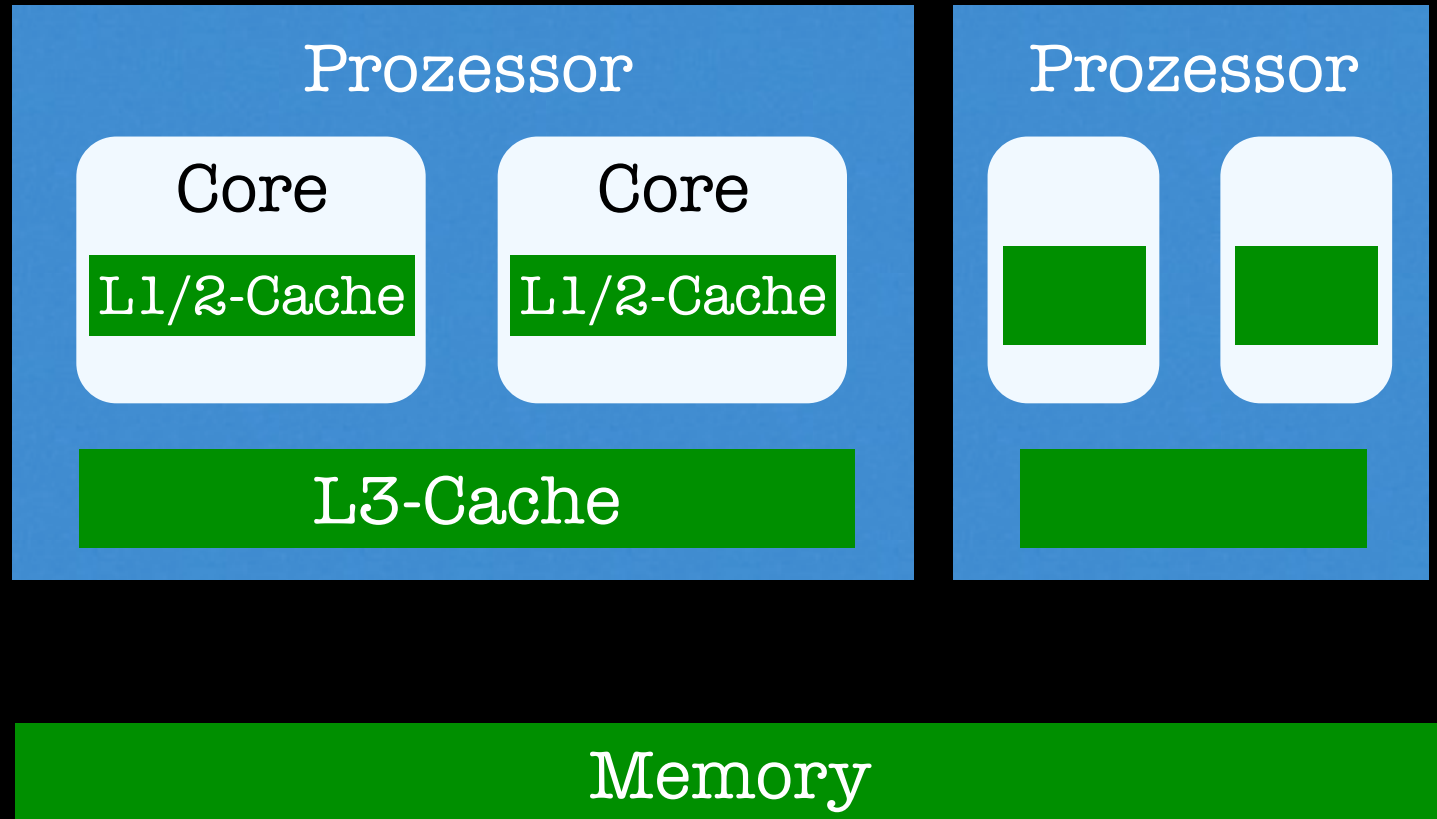 Prozessor
Core
L1/2-Cache
Core
L1/2-Cache
L3-Cache
Prozessor
Memory